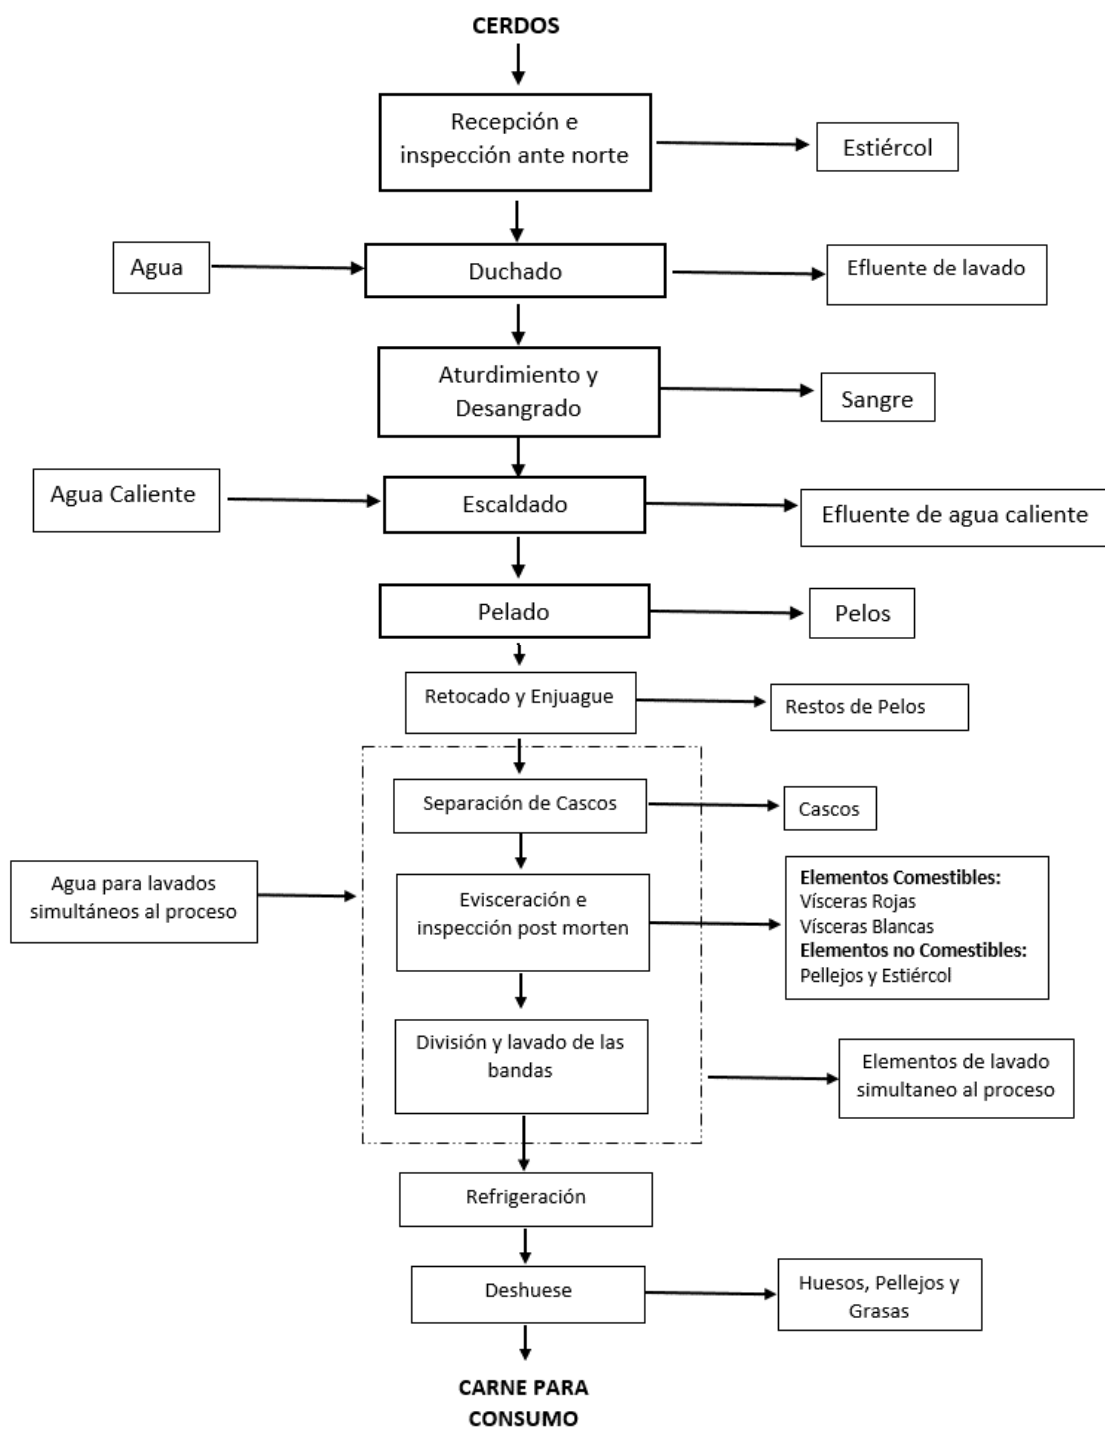 CERDOS
Recepción e
inspección ante norte
Estiércol
Agua
Duchado
Efluente de lavado
Aturdimiento y
Desangrado
Sangre
Agua Caliente
Escaldado
Efluente de agua caliente
Pelado
Pelos
Retocado y Enjuague
Restos de Pelos
Separación de Cascos
Cascos
Agua para lavados
simultáneos al proceso
Evisceración e
inspección post morten
Elementos Comestibles:
Vísceras Rojas
Vísceras Blancas
Elementos no Comestibles:
Pellejos y Estiércol
División y lavado de las
bandas
Elementos de lavado
simultaneo al proceso
Refrigeración
Deshuese
Huesos, Pellejos y
Grasas
CARNE PARA
CONSUMO